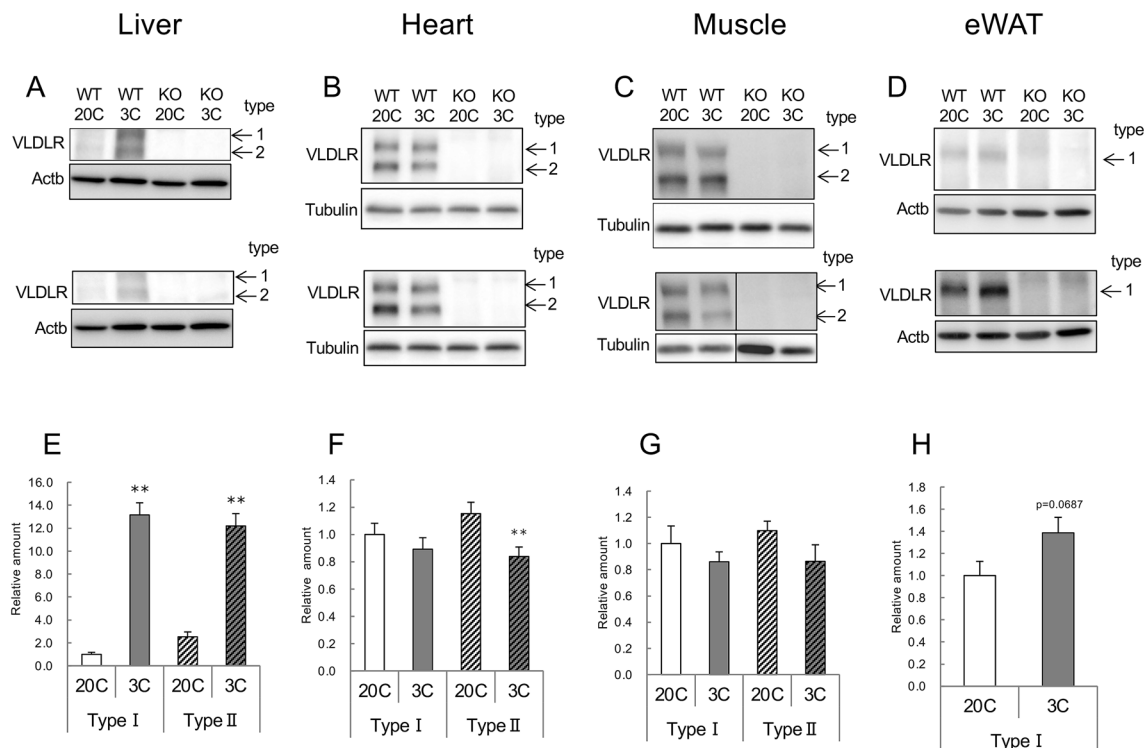 Liver Heart Muscle eWAT
A B C D
WT WT KO KO
20C 3C 20C 3C type
VLDLR 1
2
Actb
type
VLDLR 1
2
Actb
WT WT KO KO
20C 3C 20C 3C type
VLDLR 1
2
Tubulin
type
VLDLR 1
2
Tubulin
WT WT KO KO
20C 3C 20C 3C type
VLDLR 1
2
Tubulin
type
VLDLR 1
2
Tubulin
WT WT KO KO
20C 3C 20C 3C type
VLDLR 1
Actb
type
VLDLR 1
Actb
E
Relative amount
16.0
14.0
12.0
10.0
8.0
6.0
4.0
2.0
0.0
** **
20C 3C 20C 3C
Type I Type II
F
Relative amount
1.4
1.2
1.0
0.8
0.6
0.4
0.2
0.0
**
20C 3C 20C 3C
Type I Type II
G
Relative amount
1.4
1.2
1.0
0.8
0.6
0.4
0.2
0.0
20C 3C 20C 3C
Type I Type II
H
Relative amount
1.8
1.6
1.4
1.2
1.0
0.8
0.6
0.4
0.2
0.0
p=0.0687
20C 3C
Type I